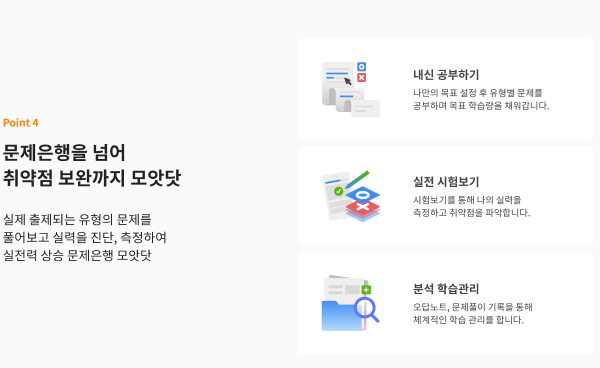 Point 4
문제은행을 넘어
취약점 보완까지 모앗닷
실제 출제되는 유형의 문제를
풀어보고 실력을 진단, 측정하여
실전력 상승 문제은행 모앗닷
내신 공부하기
나만의 목표 설정 후 유형별 문제를
공부하며 목표 학습량을 채워갑니다.
실전 시험보기
시험보기를 통해 나의 실력을
측정하고 취약점을 파악합니다.
분석 학습관리
오답노트, 문제풀이 기록을 통해
체계적인 학습 관리를 합니다.